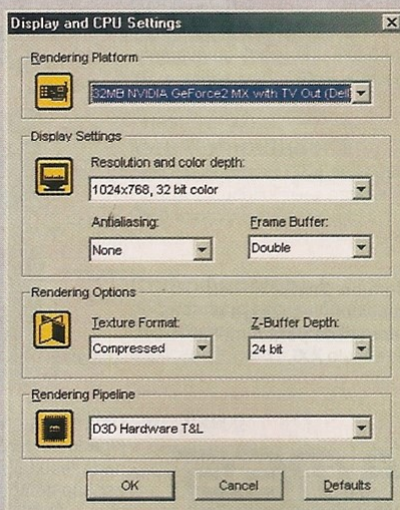 Display and CPU Settings
Rendering Platform
32MB NVIDIA GeForce2 MX with TV Out (Dell
Display Settings
Resolution and color depth:
1024x768, 32 bit color
Antialiasing:
Frame Buffer:
None
Double
Rendering Options
Texture Format:
Z-Buffer Depth:
Compressed
24 bit
Rendering Pipeline
D3D Hardware T&L
OK
Cancel
Defaults